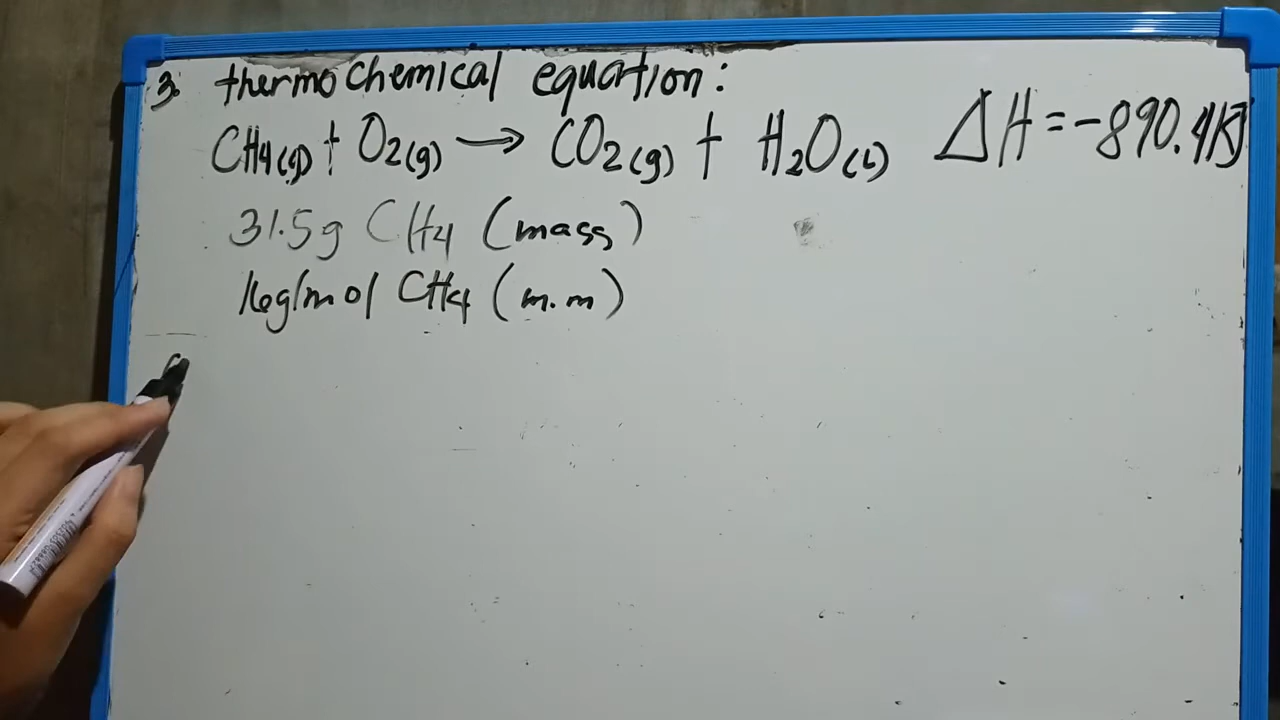 3. thermochemical equation:
CH4(g) + O2(g) → CO2(g) + H2O(l) ΔH = -890.4KJ
31.5g CH4 (mass)
16g/mol CH4 (m.m)